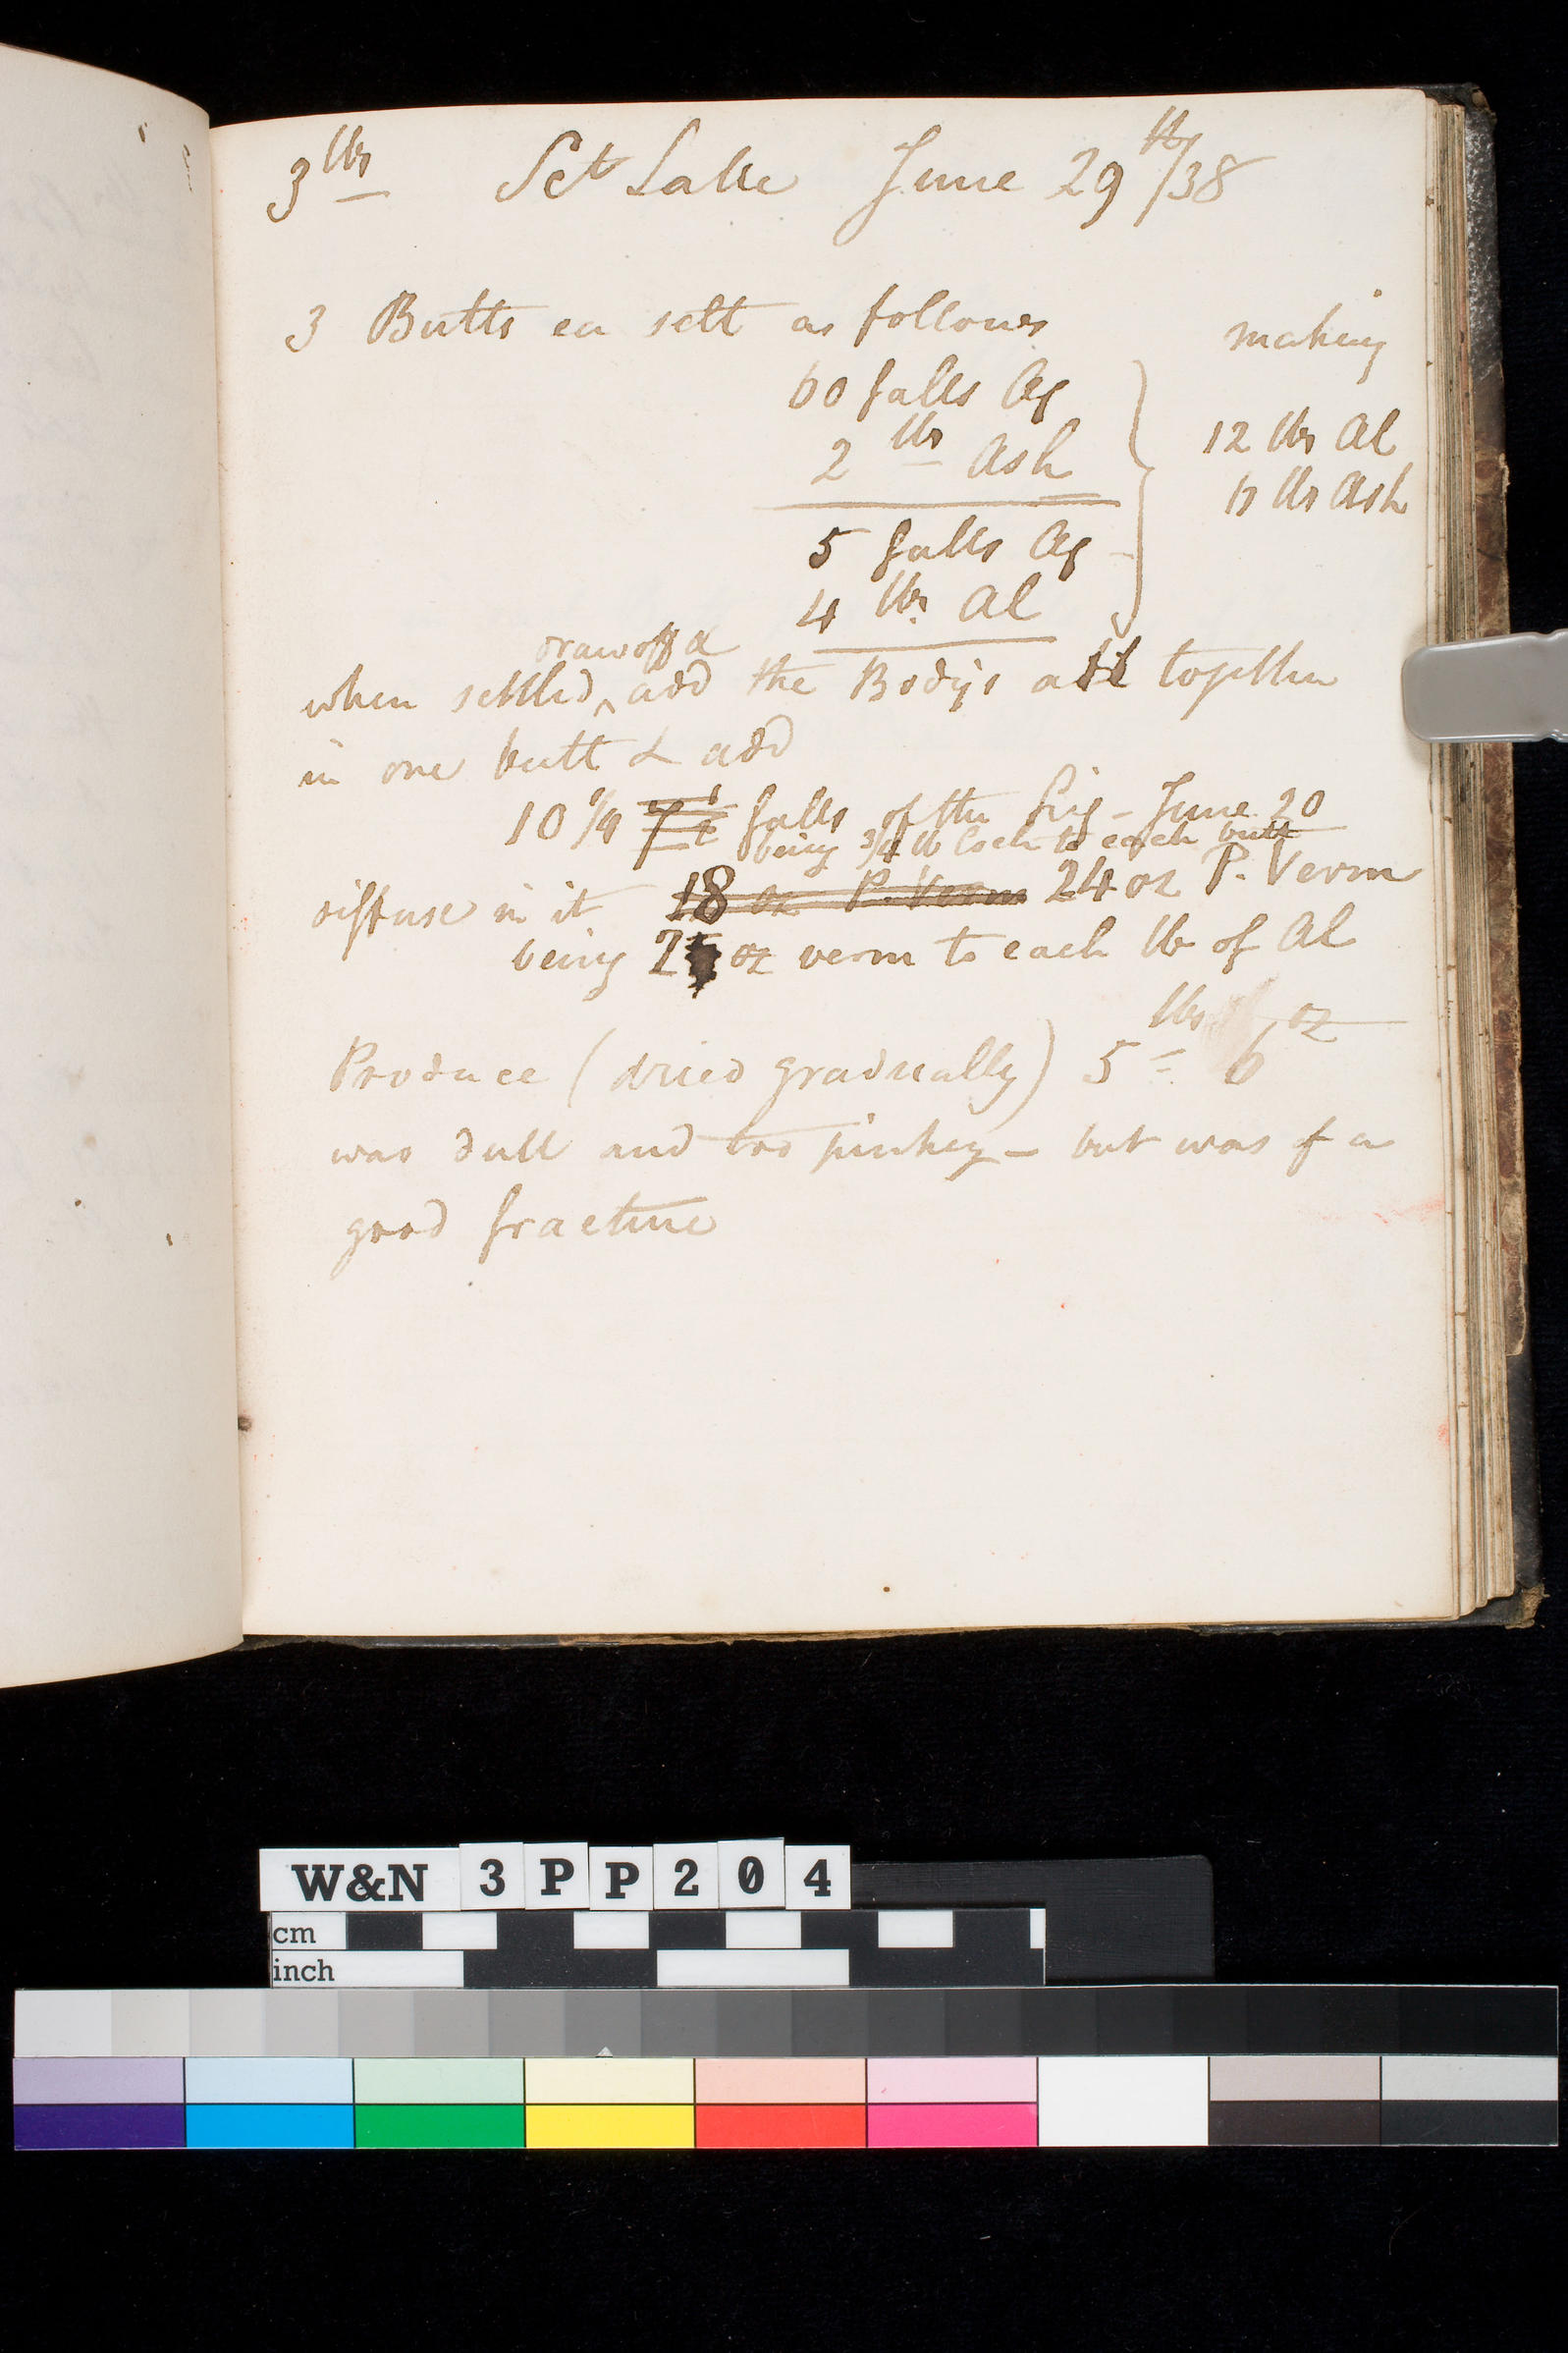 3 lbs Sct Lake June 29th/38
3 Butts ea sett as follows making
60 Galls Aq
2 lbs Ash
12 lbs Al
6 lbs Ash
5 Galls Aq
4 lbs Al
draw off &
when settled ^ add the Bodys all together
in one butt & add
10 1/4 7 1/2 Galls of the Liq - June 20
being 3/4 lb Coch to each butt
diffuse in it 18 oz P. Verm 24 oz P. Verm
being 2 oz verm to each lb of Al
Produce (dried gradually) 5 lbs 6 oz
was dull and too pinkey - but was of a
good fracture
W&N 3PP204
cm
inch